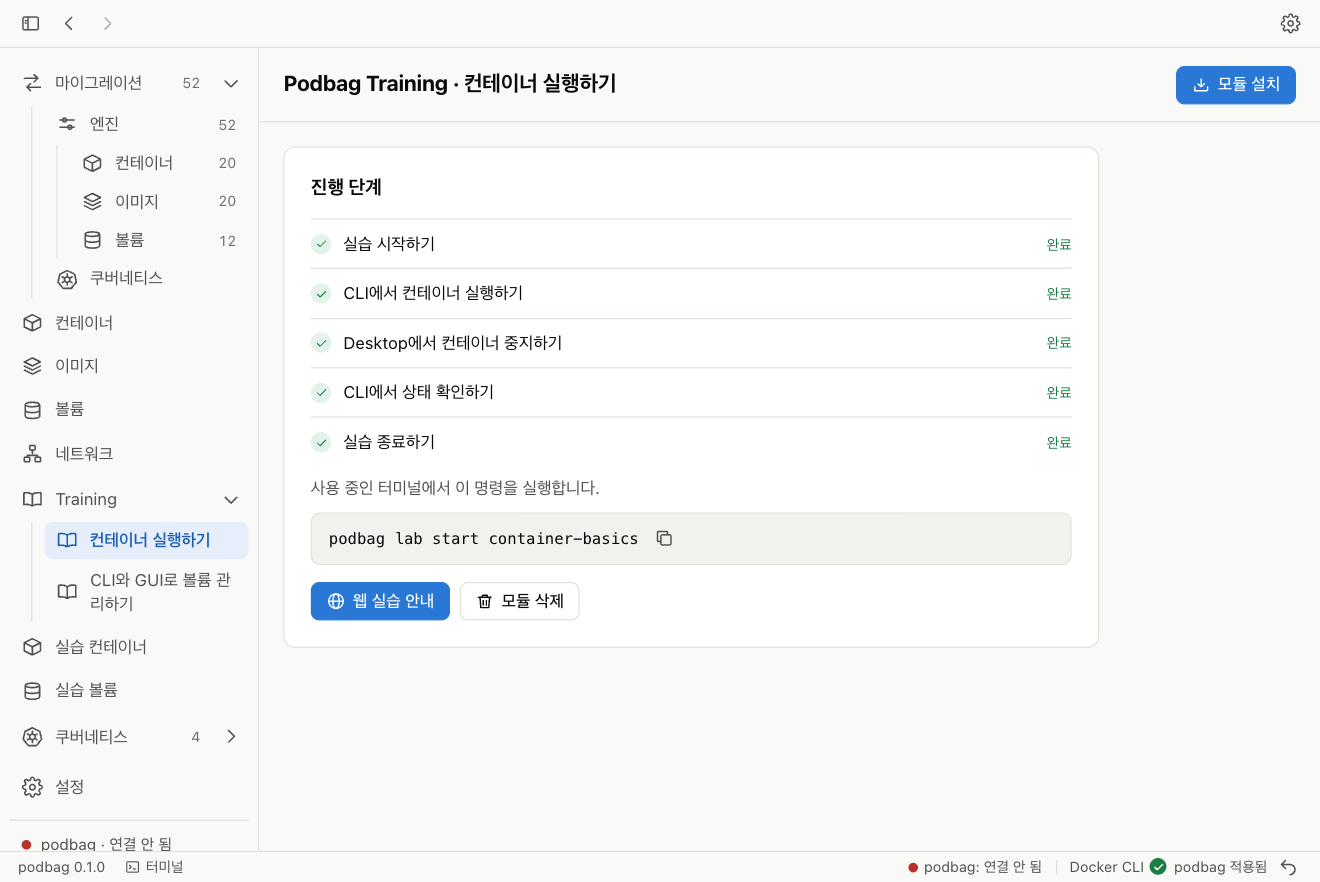 마이그레이션 52
엔진 52
컨테이너 20
이미지 20
볼륨 12
쿠버네티스
컨테이너
이미지
볼륨
네트워크
Training
컨테이너 실행하기
CLI와 GUI로 볼륨 관
리하기
실습 컨테이너
실습 볼륨
쿠버네티스 4
설정
podbag · 연결 안 됨
Podbag Training · 컨테이너 실행하기
모듈 설치
진행 단계
실습 시작하기 완료
CLI에서 컨테이너 실행하기 완료
Desktop에서 컨테이너 중지하기 완료
CLI에서 상태 확인하기 완료
실습 종료하기 완료
사용 중인 터미널에서 이 명령을 실행합니다.
podbag lab start container-basics
웹 실습 안내 모듈 삭제
podbag 0.1.0 터미널 podbag: 연결 안 됨 Docker CLI podbag 적용됨